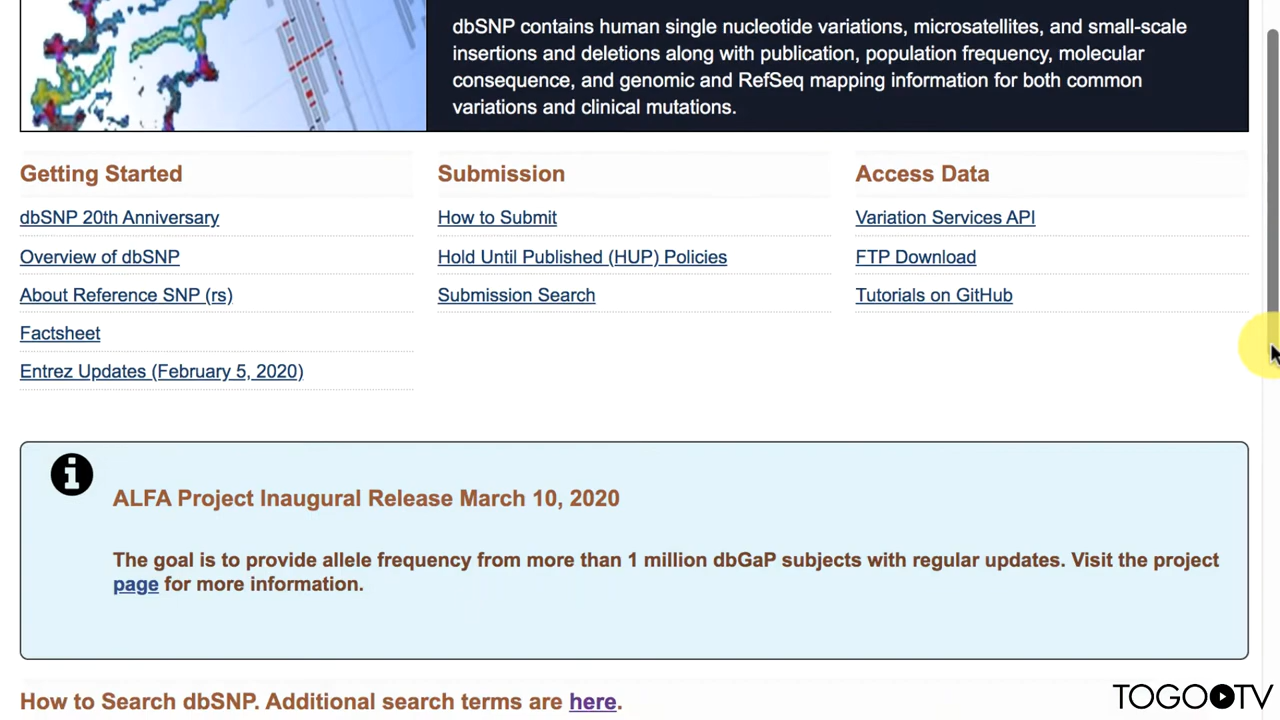 dbSNP contains human single nucleotide variations, microsatellites, and small-scale
insertions and deletions along with publication, population frequency, molecular
consequence, and genomic and RefSeq mapping information for both common
variations and clinical mutations.
Getting Started
dbSNP 20th Anniversary
Overview of dbSNP
About Reference SNP (rs)
Factsheet
Entrez Updates (February 5, 2020)
Submission
How to Submit
Hold Until Published (HUP) Policies
Submission Search
Access Data
Variation Services API
FTP Download
Tutorials on GitHub
ALFA Project Inaugural Release March 10, 2020
The goal is to provide allele frequency from more than 1 million dbGaP subjects with regular updates. Visit the project
page for more information.
How to Search dbSNP. Additional search terms are here.
TOGO TV